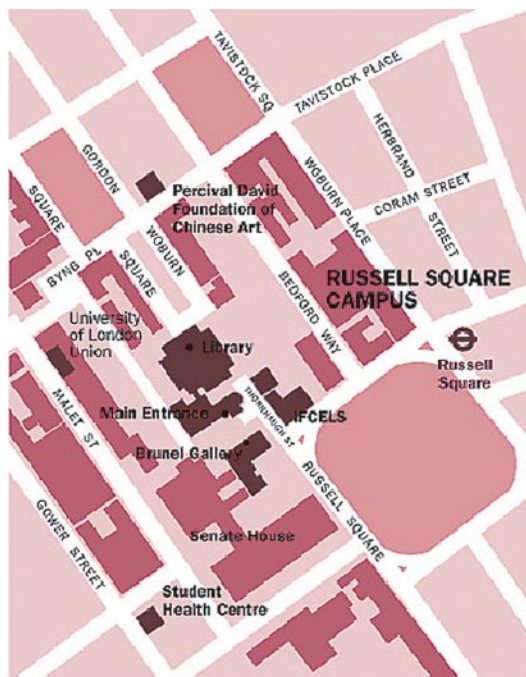 TAVISTOCK SQ
TAVISTOCK PLACE
GORDON
SQUARE
HERBRAND
STREET
Percival David
Foundation of
Chinese Art
WOBURN PLACE
CORAM STREET
BYNG PL
SQUARE
WOBURN
BEDFORD WAY
RUSSELL SQUARE
CAMPUS
University
of London
Union
Library
Russell
Square
MALET ST
Main Entrance
THORNHAUGH ST
IFCELS
Brunel Gallery
RUSSELL SQUARE
GOWER STREET
Senate House
Student
Health Centre